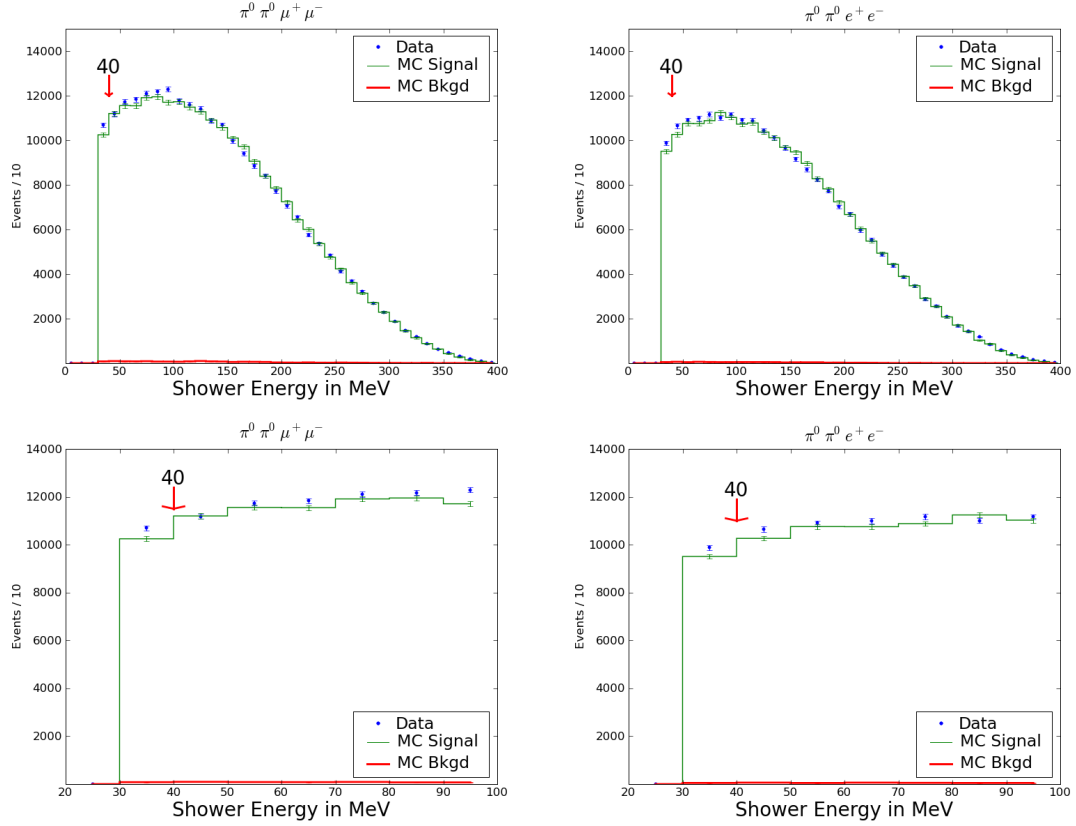 π⁰ π⁰ μ⁺ μ⁻
14000
12000
10000
8000
6000
4000
2000
Events / 10
40
Data
MC Signal
MC Bkgd
0 50 100 150 200 250 300 350 400
Shower Energy in MeV
π⁰ π⁰ e⁺ e⁻
14000
12000
10000
8000
6000
4000
2000
Events / 10
40
Data
MC Signal
MC Bkgd
0 50 100 150 200 250 300 350 400
Shower Energy in MeV
π⁰ π⁰ μ⁺ μ⁻
14000
12000
10000
8000
6000
4000
2000
Events / 10
40
Data
MC Signal
MC Bkgd
20 30 40 50 60 70 80 90 100
Shower Energy in MeV
π⁰ π⁰ e⁺ e⁻
14000
12000
10000
8000
6000
4000
2000
Events / 10
40
Data
MC Signal
MC Bkgd
20 30 40 50 60 70 80 90 100
Shower Energy in MeV